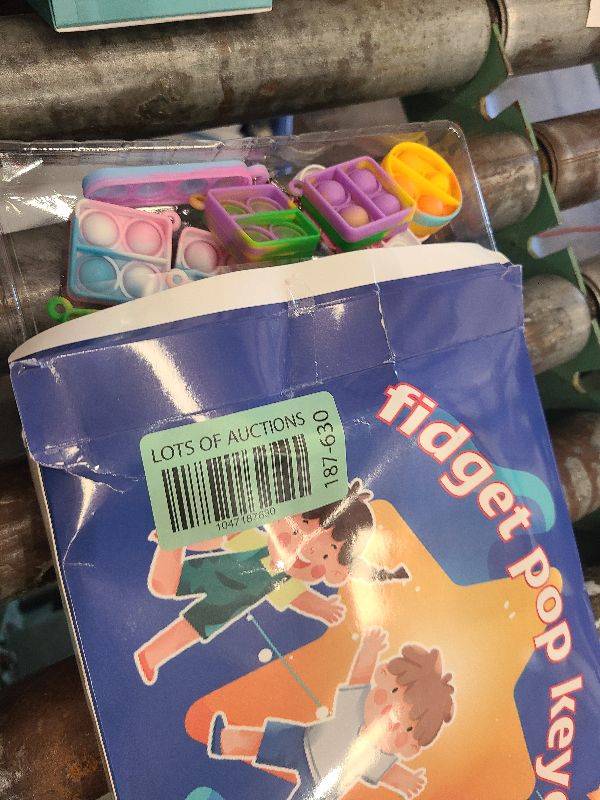 LOTS OF AUCTIONS
187-630
1047187630
fidget pop key